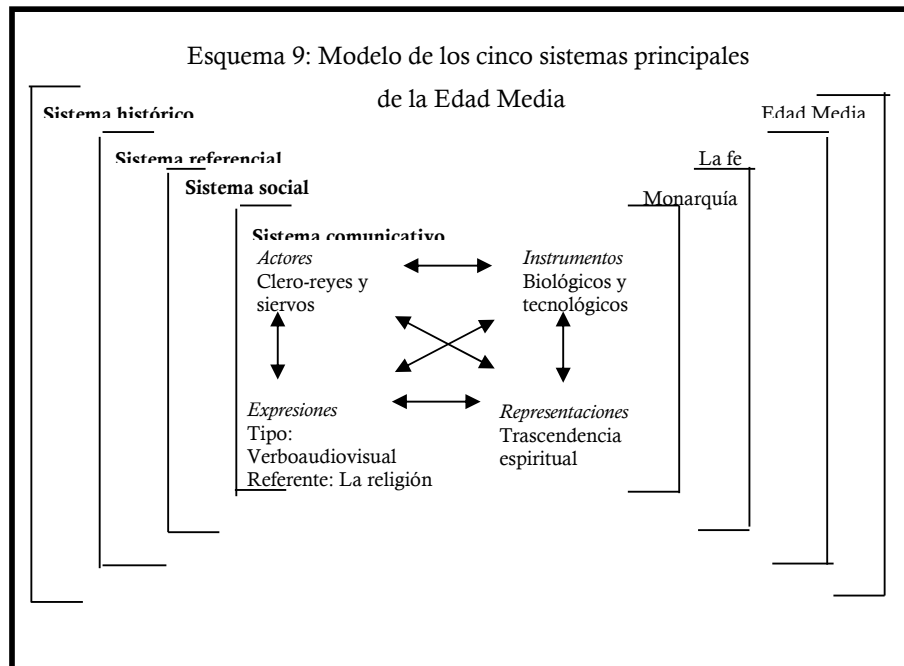 Esquema 9: Modelo de los cinco sistemas principales
de la Edad Media
Sistema histórico
Edad Media
Sistema referencial
La fe
Sistema social
Monarquía
Sistema comunicativo
Actores
Clero-reyes y
siervos
Instrumentos
Biológicos y
tecnológicos
Expresiones
Tipo:
Verboaudiovisual
Referente: La religión
Representaciones
Trascendencia
espiritual